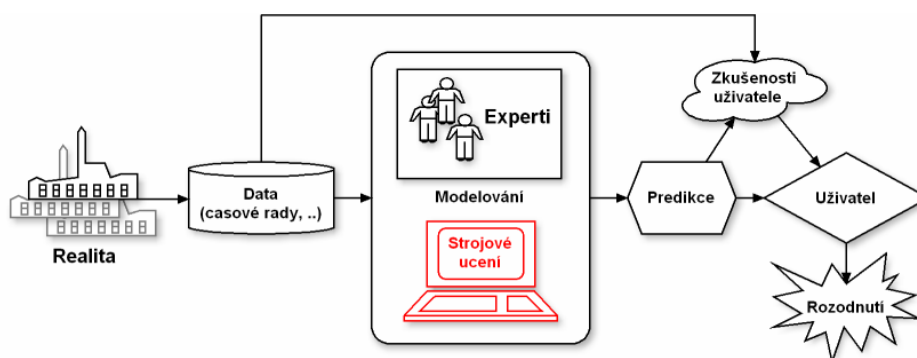 Zkušenosti
uživatele
Experti
Data
(casové rady, ..)
Modelování
Predikce
Uživatel
Realita
Strojové
ucení
Rozodnutí